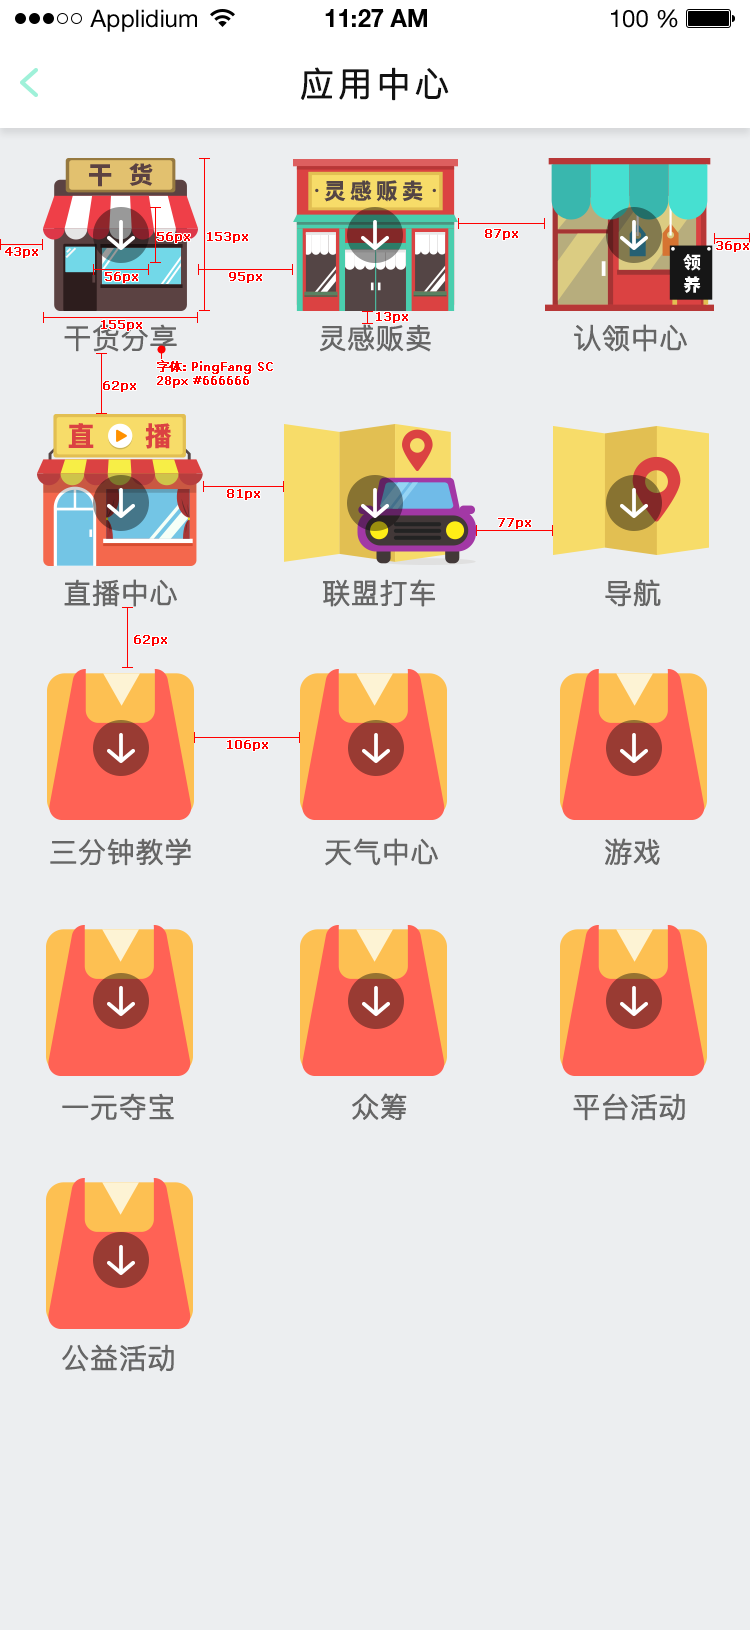 Applidium 11:27 AM 100 %
应用中心
干 货
·灵感贩卖·
领养
43px
56px
56px
153px
95px
87px
36px
155px
13px
干货分享
灵感贩卖
认领中心
字体: PingFang SC
28px #666666
62px
直 播
81px
77px
直播中心
联盟打车
导航
62px
106px
三分钟教学
天气中心
游戏
一元夺宝
众筹
平台活动
公益活动